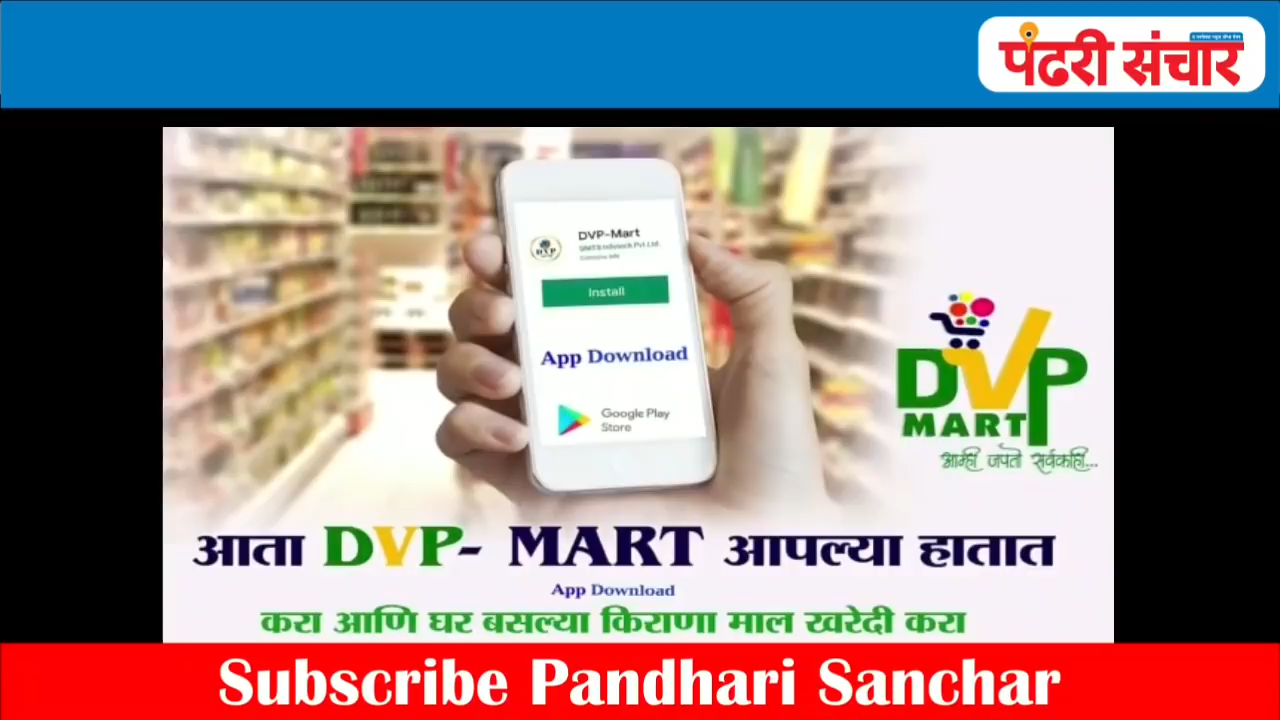 पंढरी संचार
DVP-Mart
Install
App Download
Google Play
Store
DVP
MART
आम्ही जपतो सर्वकाही...
आता DVP- MART आपल्या हातात
App Download
करा आणि घर बसल्या किराणा माल खरेदी करा
Subscribe Pandhari Sanchar